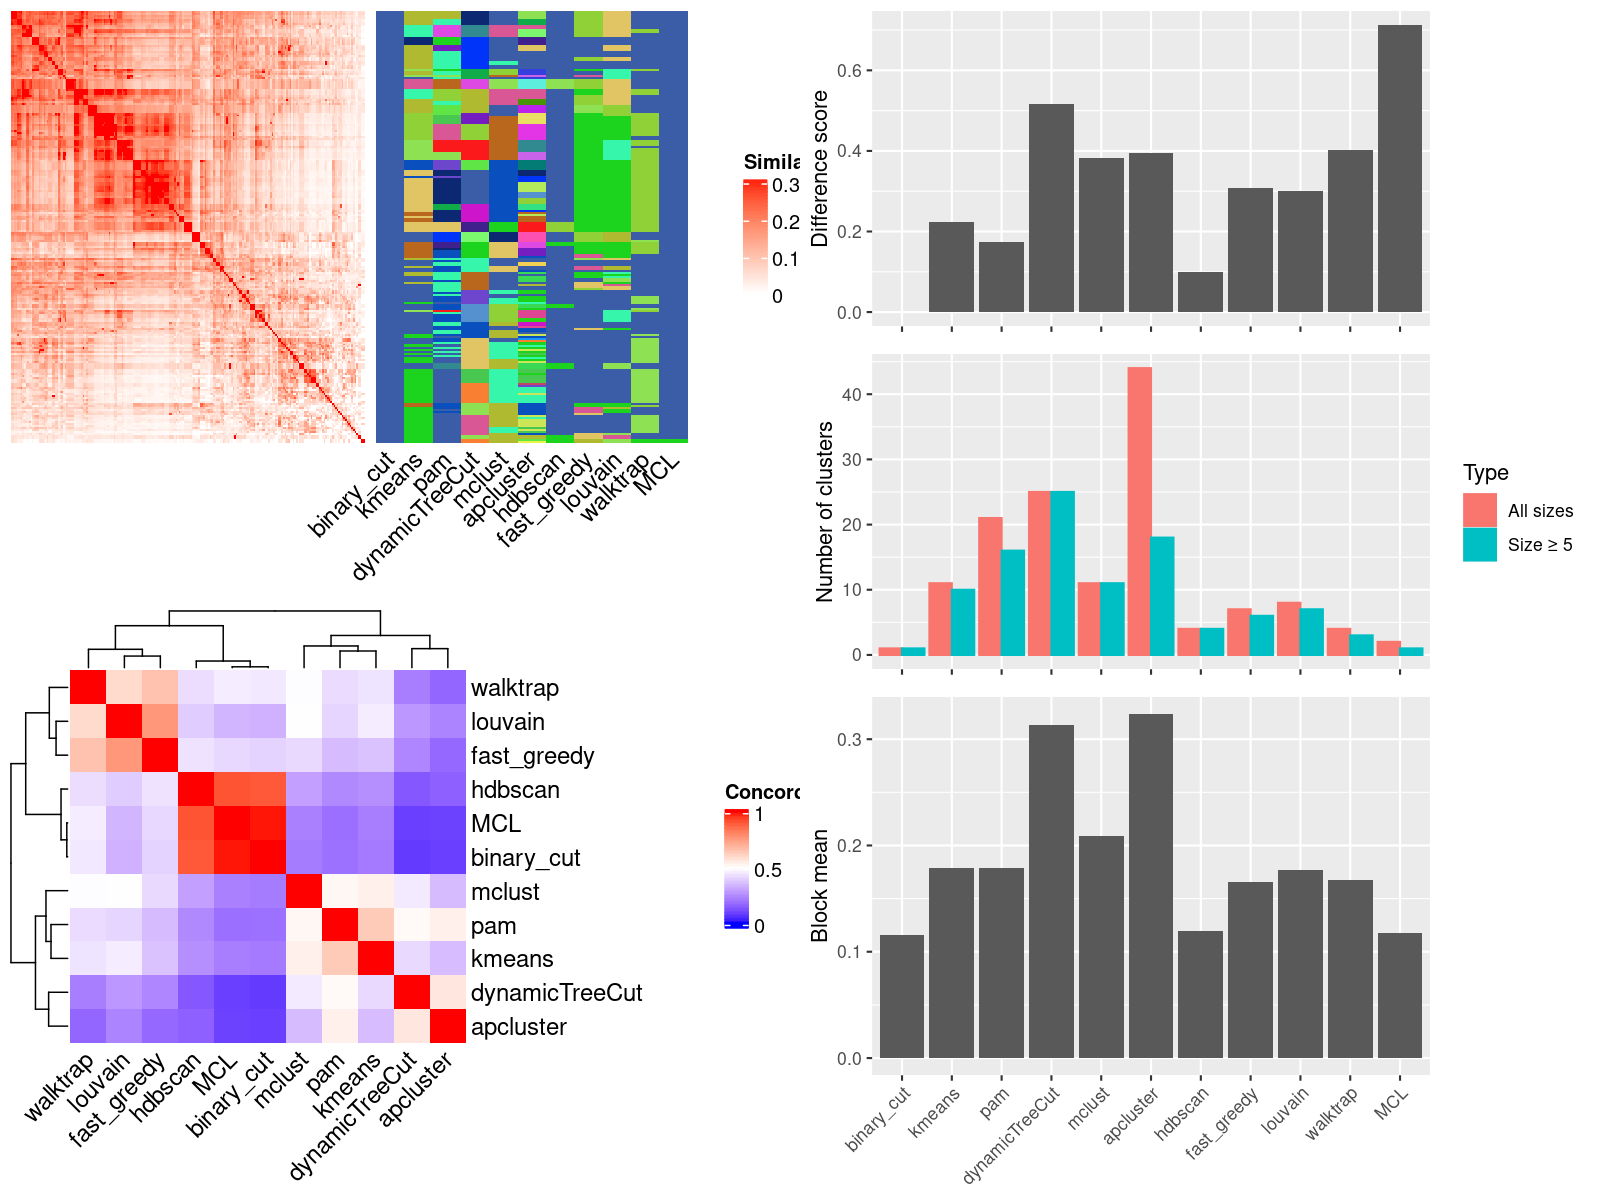 Simila
0.3
0.2
0.1
0
binary_cut
kmeans
pam
dynamicTreeCut
mclust
apcluster
hdbscan
fast_greedy
louvain
walktrap
MCL
walktrap
louvain
fast_greedy
hdbscan
MCL
binary_cut
mclust
pam
kmeans
dynamicTreeCut
apcluster
walktrap
louvain
fast_greedy
hdbscan
MCL
binary_cut
mclust
pam
kmeans
dynamicTreeCut
apcluster
Concord
1
0.5
0
Difference score
0.6
0.4
0.2
0.0
Number of clusters
40
30
20
10
0
Type
All sizes
Size ≥ 5
Block mean
0.3
0.2
0.1
0.0
binary_cut
kmeans
pam
dynamicTreeCut
mclust
apcluster
hdbscan
fast_greedy
louvain
walktrap
MCL